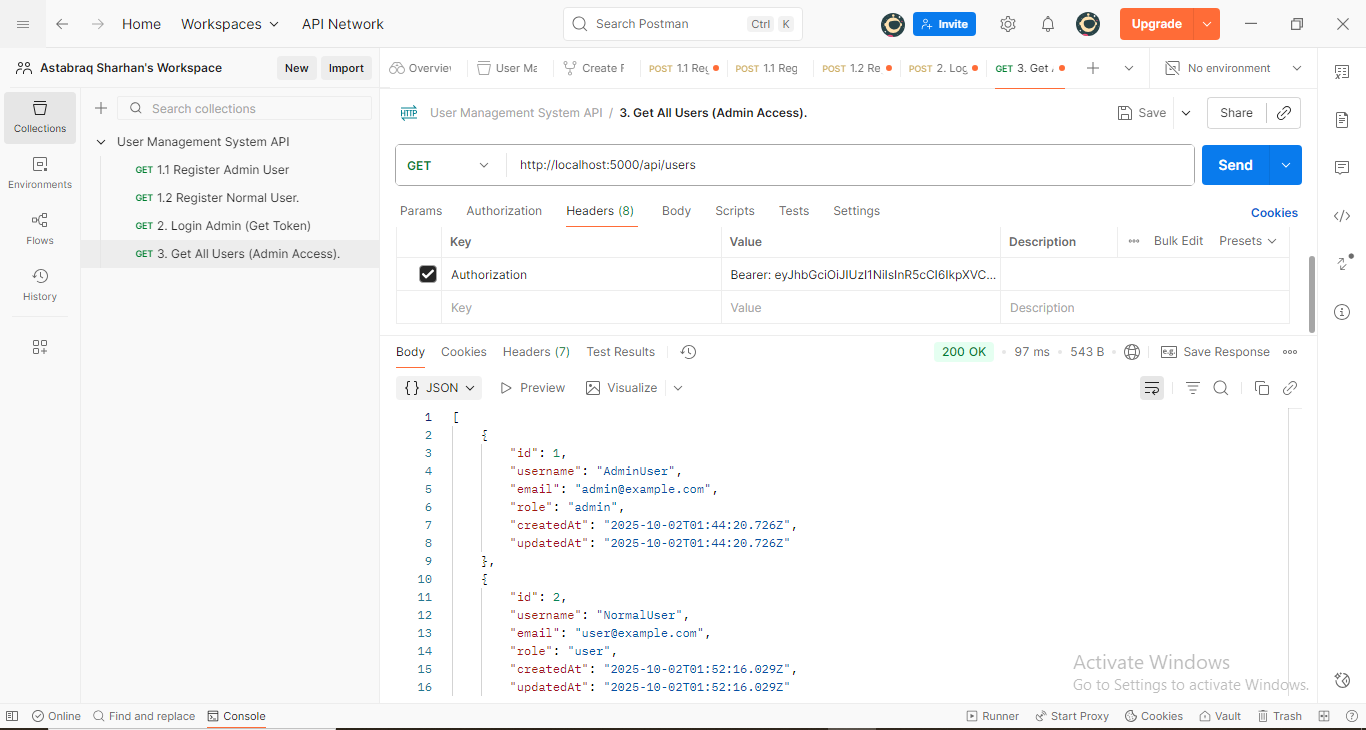 Home Workspaces API Network Search Postman Ctrl K Invite Upgrade
Astabraq Sharhan's Workspace New Import Overview User Ma Create F POST 1.1 Reg POST 1.1 Reg POST 1.2 Re POST 2. Log GET 3. Get No environment
Collections
Environments
Flows
History
Search collections
User Management System API
GET 1.1 Register Admin User
GET 1.2 Register Normal User.
GET 2. Login Admin (Get Token)
GET 3. Get All Users (Admin Access).
HTTP User Management System API / 3. Get All Users (Admin Access). Save Share
GET http://localhost:5000/api/users Send
Params Authorization Headers (8) Body Scripts Tests Settings Cookies
Key Value Description Bulk Edit Presets
Authorization Bearer: eyJhbGciOiJIUzI1NiIsInR5cCI6IkpXVC...
Key Value Description
Body Cookies Headers (7) Test Results 200 OK 97 ms 543 B e.g. Save Response
{} JSON Preview Visualize
1 [
2 {
3 "id": 1,
4 "username": "AdminUser",
5 "email": "admin@example.com",
6 "role": "admin",
7 "createdAt": "2025-10-02T01:44:20.726Z",
8 "updatedAt": "2025-10-02T01:44:20.726Z"
9 },
10 {
11 "id": 2,
12 "username": "NormalUser",
13 "email": "user@example.com",
14 "role": "user",
15 "createdAt": "2025-10-02T01:52:16.029Z",
16 "updatedAt": "2025-10-02T01:52:16.029Z"
Activate Windows
Go to Settings to activate Windows.
Online Find and replace Console Runner Start Proxy Cookies Vault Trash